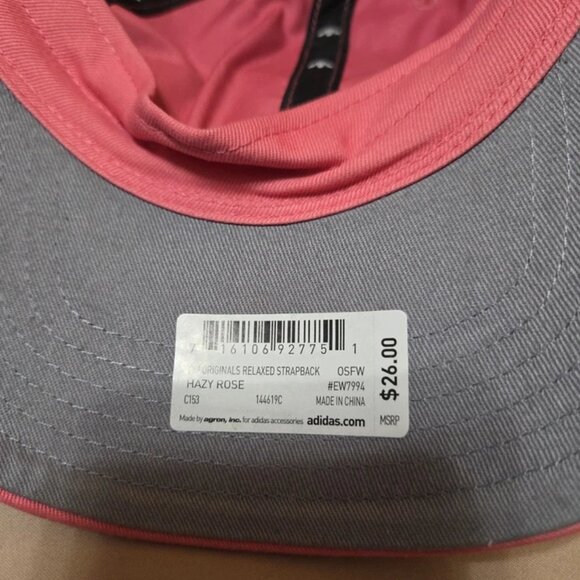 7 16106 92775 1
ORIGINALS RELAXED STRAPBACK OSFW
HAZY ROSE #EW7994
C153 144619C MADE IN CHINA
Made by agron, inc. for adidas accessories adidas.com
$26.00
MSRP